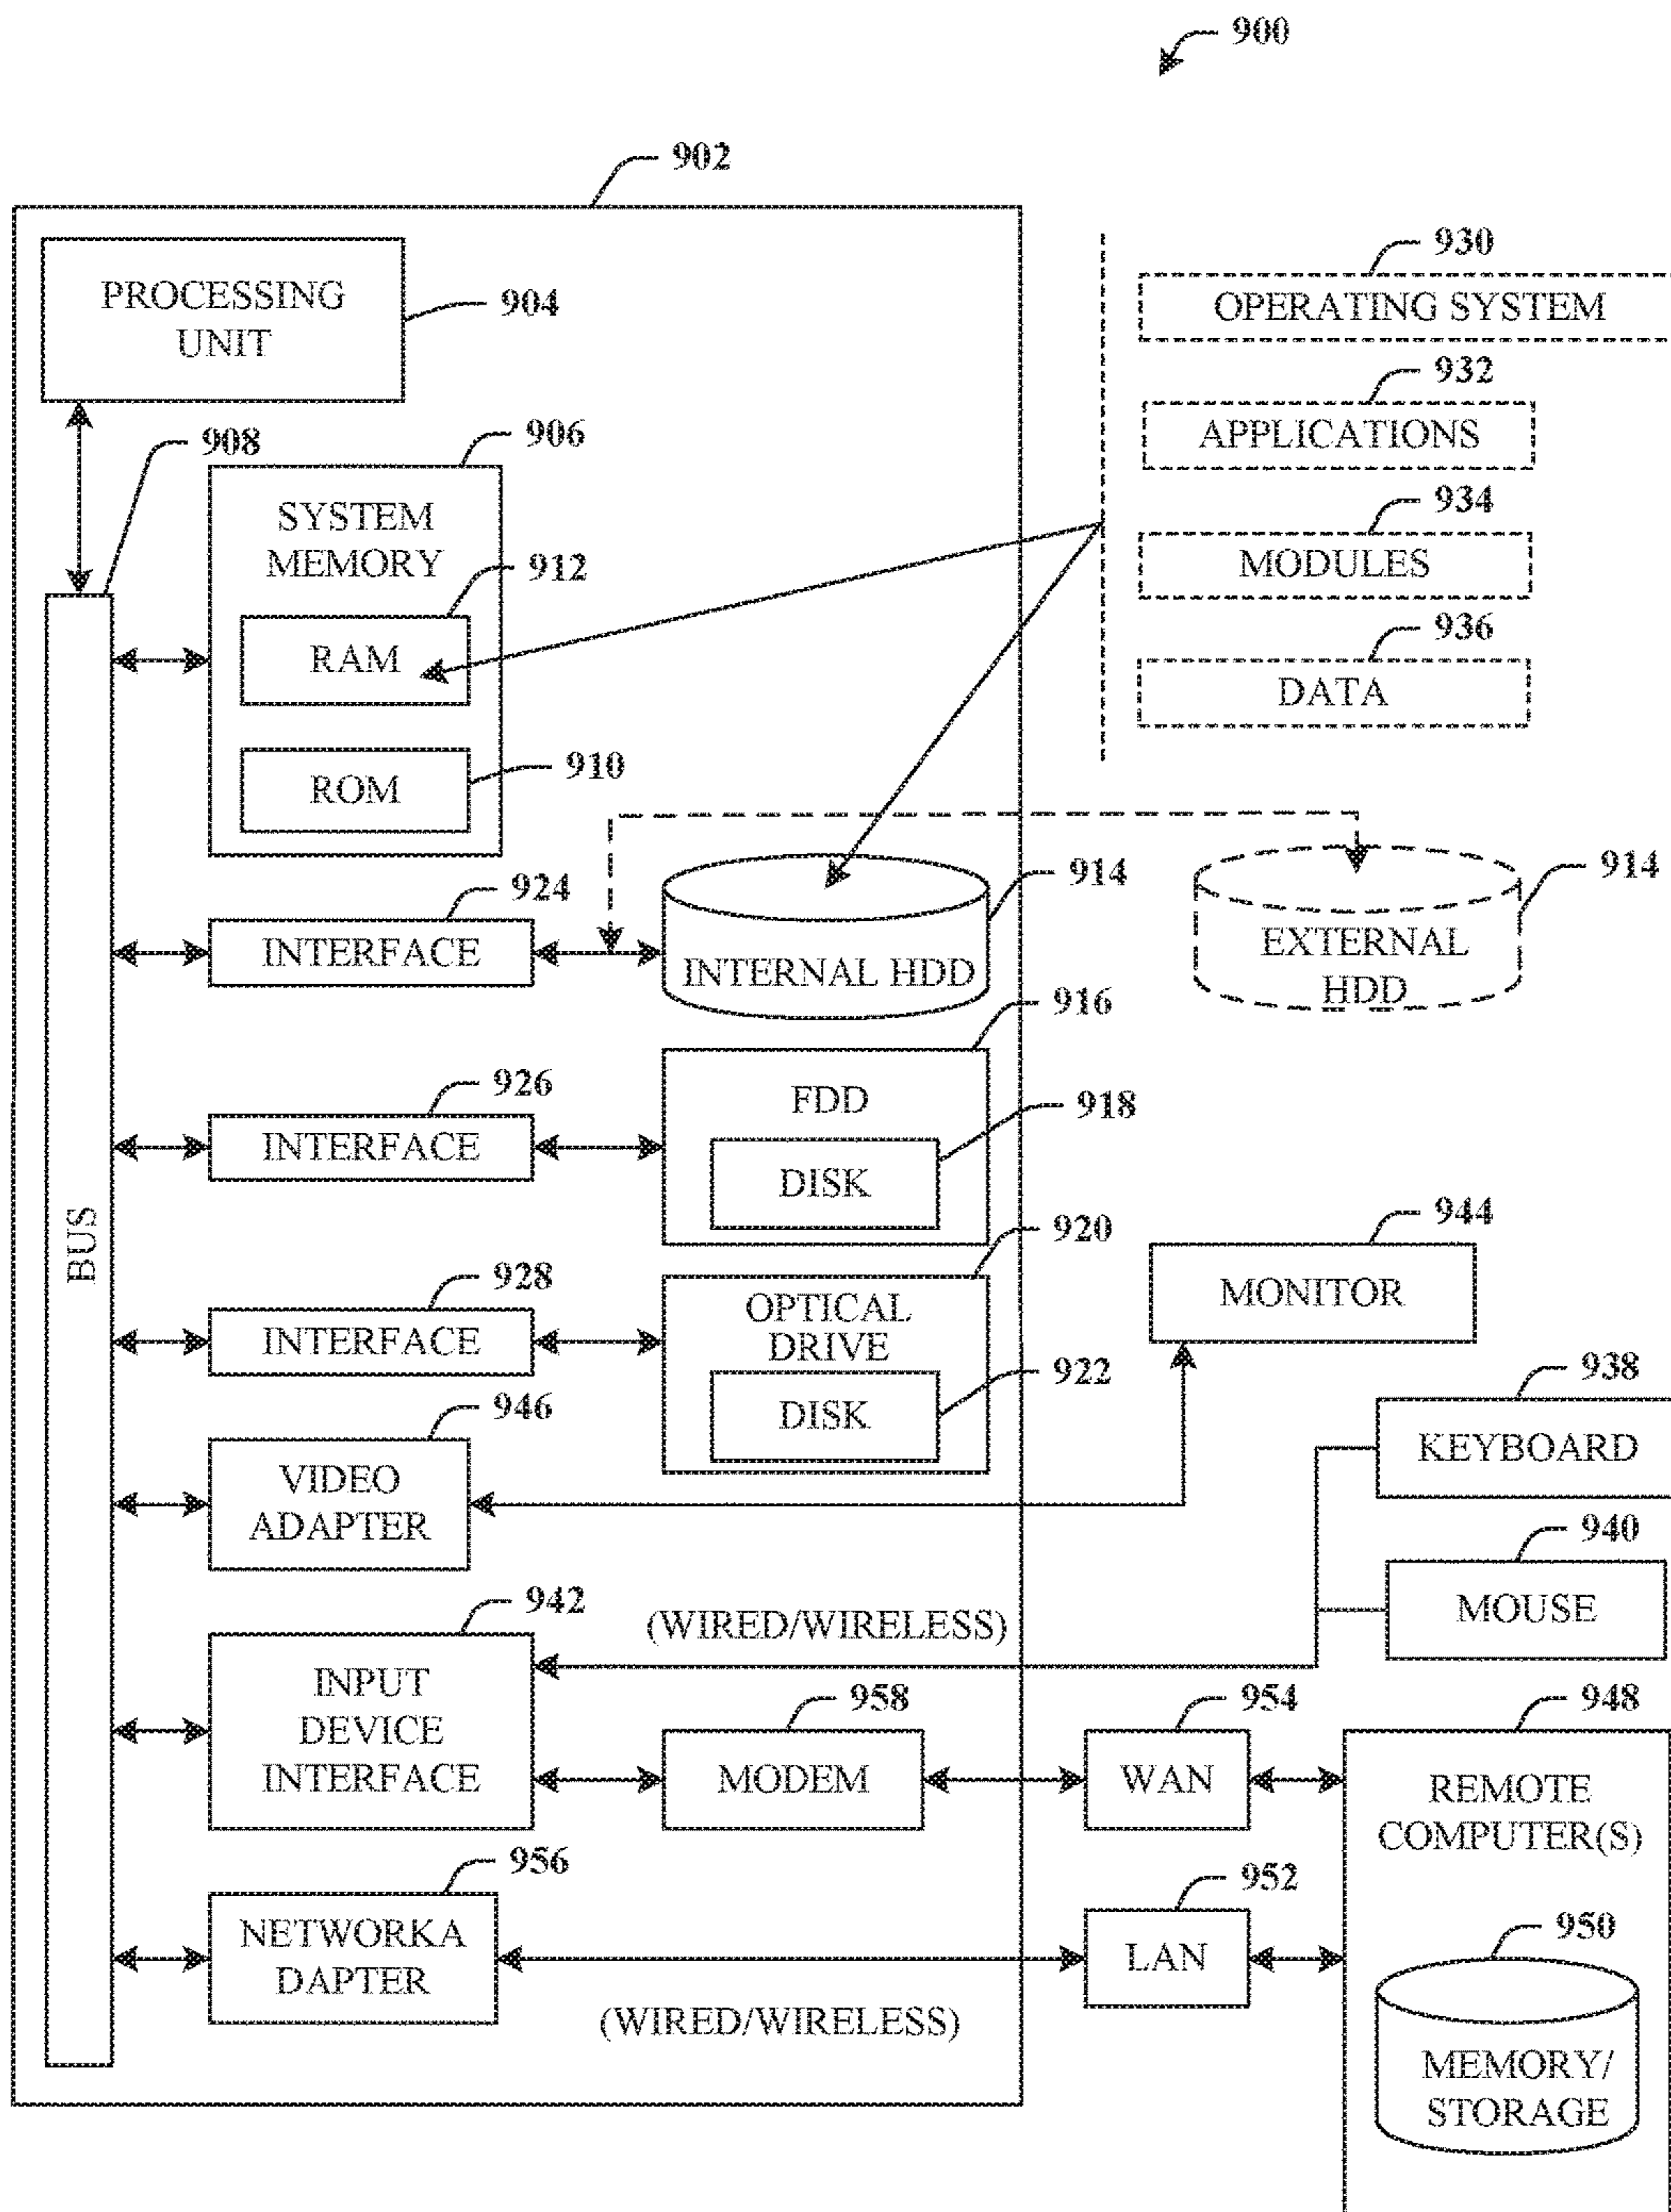 900
902
PROCESSING
UNIT
904
930
OPERATING SYSTEM
932
APPLICATIONS
934
MODULES
936
DATA
908
906
SYSTEM
MEMORY
912
RAM
910
ROM
BUS
924
INTERFACE
914
INTERNAL HDD
914
EXTERNAL
HDD
926
INTERFACE
916
FDD
918
DISK
928
INTERFACE
920
OPTICAL
DRIVE
922
DISK
944
MONITOR
946
VIDEO
ADAPTER
938
KEYBOARD
940
MOUSE
942
INPUT
DEVICE
INTERFACE
(WIRED/WIRELESS)
958
MODEM
954
WAN
948
REMOTE
COMPUTER(S)
956
NETWORKA
DAPTER
(WIRED/WIRELESS)
952
LAN
950
MEMORY/
STORAGE